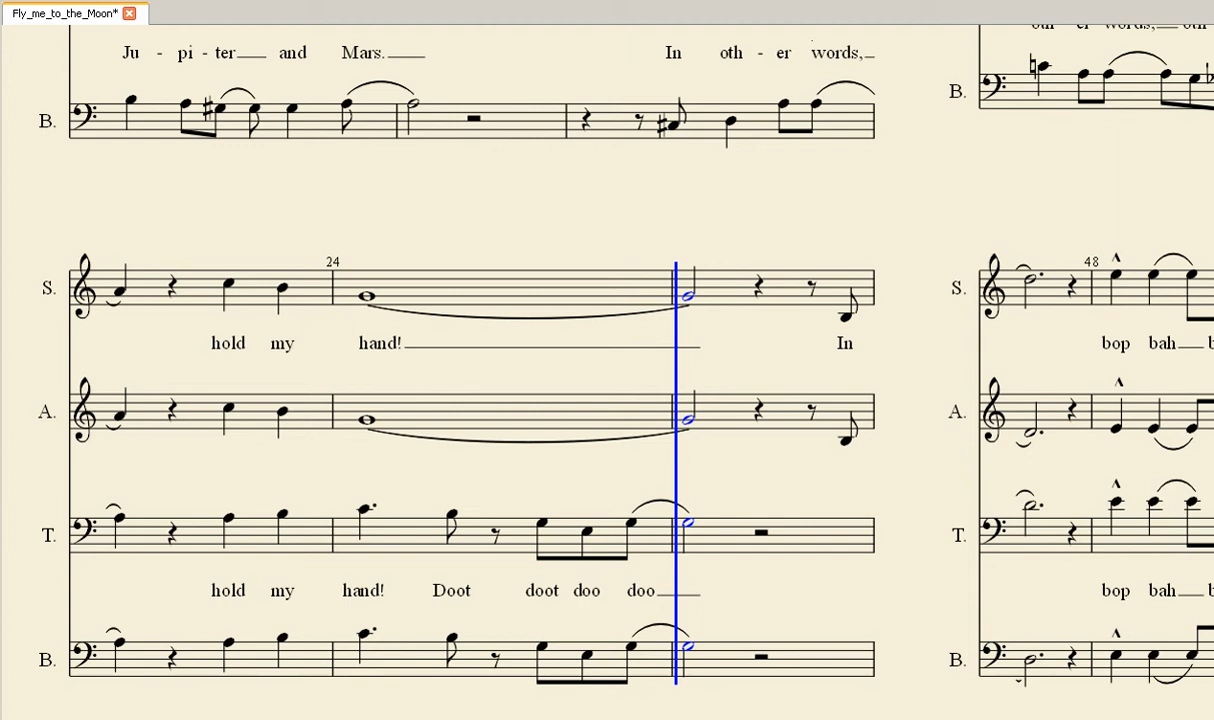 Fly_me_to_the_Moon*
Ju - pi - ter and Mars. In oth - er words,
B.
B.
24
48
S.
S.
hold my hand! In
bop bah
A.
A.
T.
T.
hold my hand! Doot doot doo doo
bop bah
B.
B.